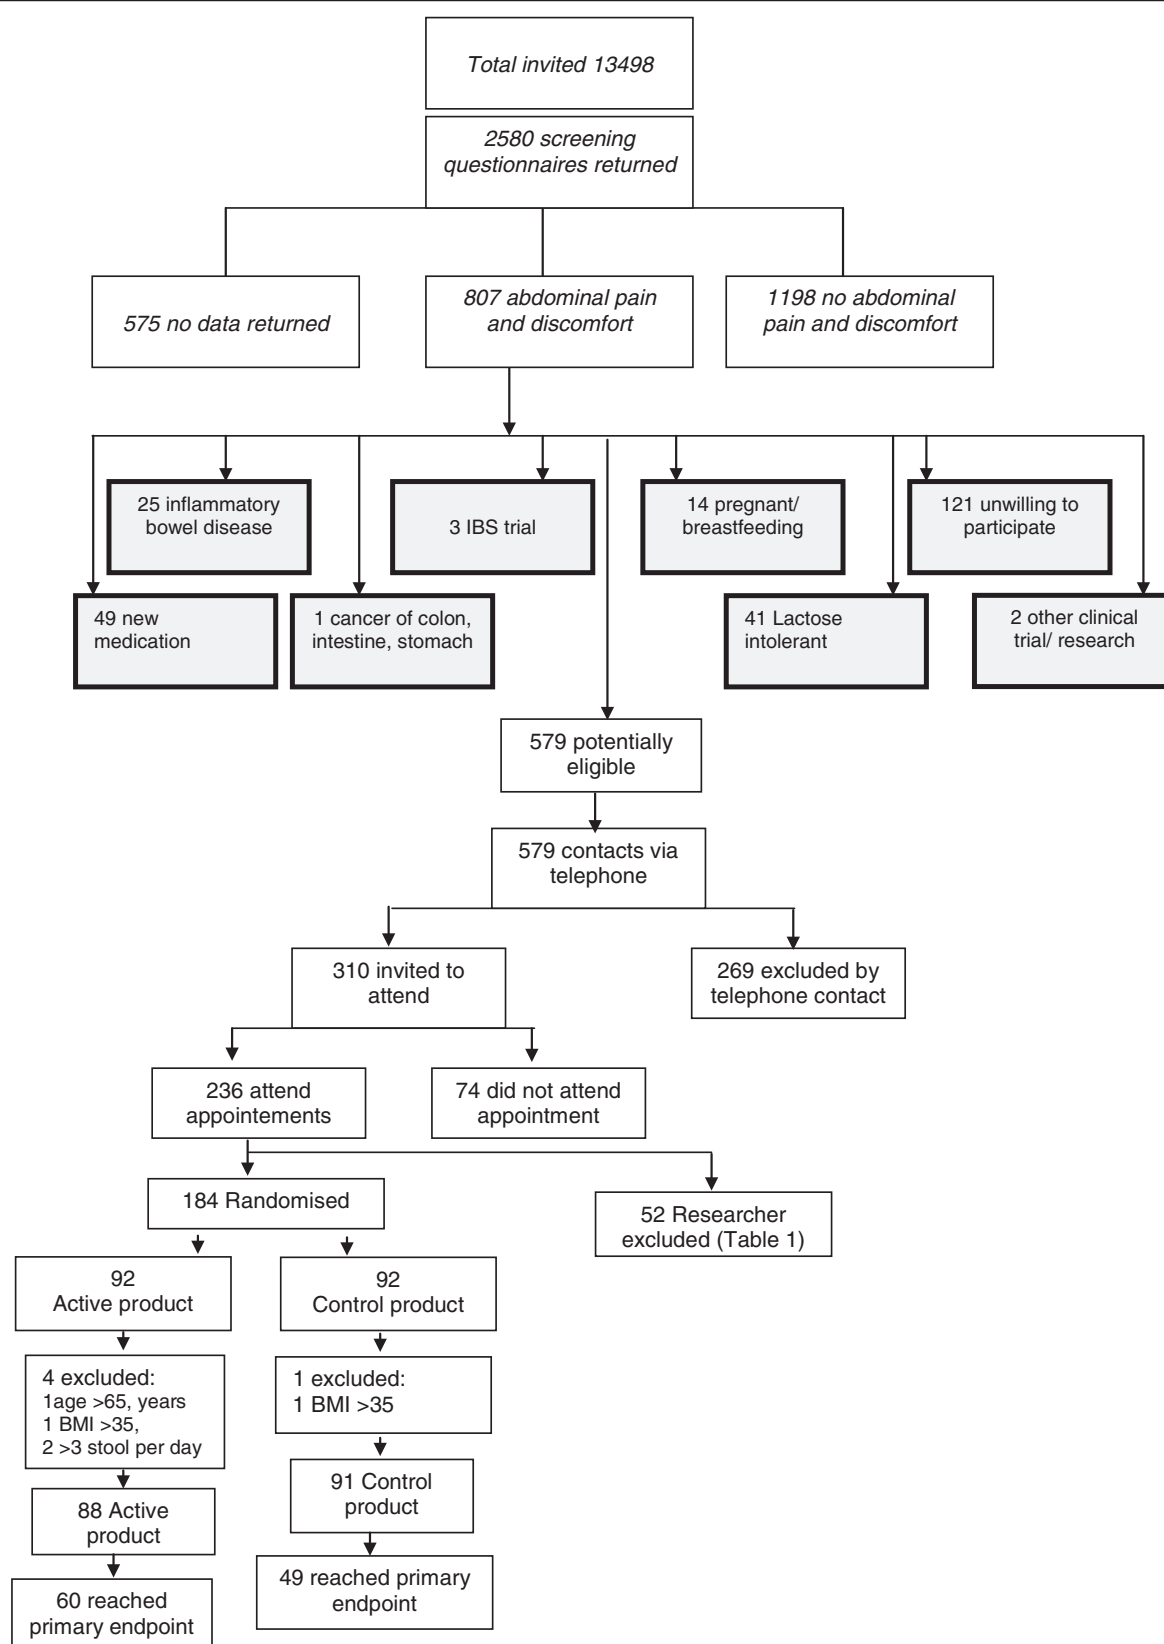 Total invited 13498
2580 screening
questionnaires returned
575 no data returned
807 abdominal pain
and discomfort
1198 no abdominal
pain and discomfort
25 inflammatory
bowel disease
3 IBS trial
14 pregnant/
breastfeeding
121 unwilling to
participate
49 new
medication
1 cancer of colon,
intestine, stomach
41 Lactose
intolerant
2 other clinical
trial/ research
579 potentially
eligible
579 contacts via
telephone
310 invited to
attend
269 excluded by
telephone contact
236 attend
appointements
74 did not attend
appointment
184 Randomised
52 Researcher
excluded (Table 1)
92
Active product
92
Control product
4 excluded:
1age >65, years
1 BMI >35,
2 >3 stool per day
1 excluded:
1 BMI >35
88 Active
product
91 Control
product
60 reached
primary endpoint
49 reached primary
endpoint